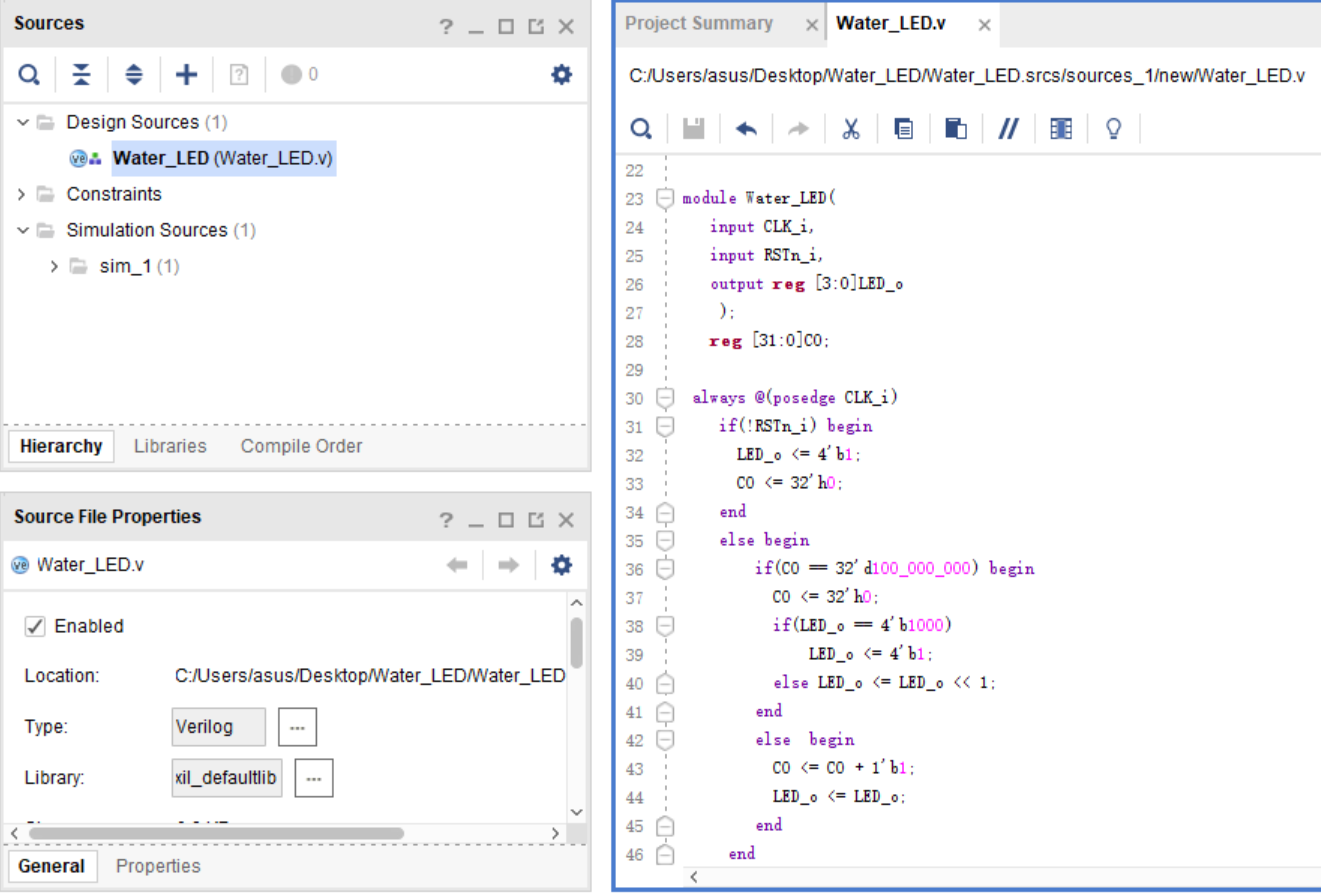 Sources
? _
0
Design Sources (1)
Water_LED (Water_LED.v)
Constraints
Simulation Sources (1)
sim_1 (1)
Hierarchy Libraries Compile Order
Source File Properties
? _
Water_LED.v
Enabled
Location: C:/Users/asus/Desktop/Water_LED/Water_LED
Type: Verilog ...
Library: xil_defaultlib ...
General Properties
Project Summary × Water_LED.v ×
C:/Users/asus/Desktop/Water_LED/Water_LED.srcs/sources_1/new/Water_LED.v
22
23 module Water_LED(
24 input CLK_i,
25 input RSTn_i,
26 output reg [3:0]LED_o
27 );
28 reg [31:0]C0;
29
30 always @(posedge CLK_i)
31 if(!RSTn_i) begin
32 LED_o <= 4'b1;
33 C0 <= 32'h0;
34 end
35 else begin
36 if(C0 == 32'd100_000_000) begin
37 C0 <= 32'h0;
38 if(LED_o == 4'b1000)
39 LED_o <= 4'b1;
40 else LED_o <= LED_o << 1;
41 end
42 else begin
43 C0 <= C0 + 1'b1;
44 LED_o <= LED_o;
45 end
46 end